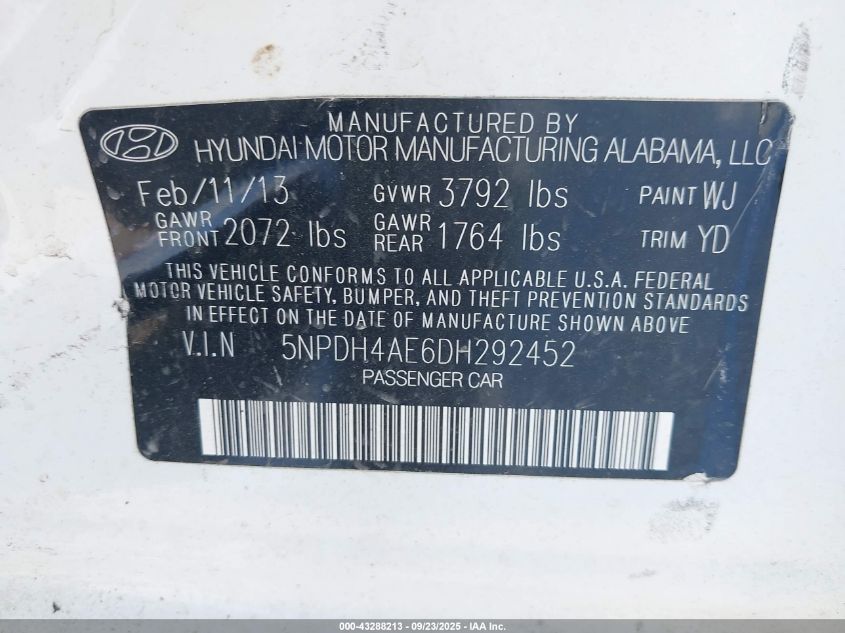 MANUFACTURED BY
HYUNDAI MOTOR MANUFACTURING ALABAMA, LLC
Feb/11/13 GVWR 3792 lbs PAINT WJ
GAWR FRONT 2072 lbs GAWR REAR 1764 lbs TRIM YD
THIS VEHICLE CONFORMS TO ALL APPLICABLE U.S.A. FEDERAL
MOTOR VEHICLE SAFETY, BUMPER, AND THEFT PREVENTION STANDARDS
IN EFFECT ON THE DATE OF MANUFACTURE SHOWN ABOVE
V.I.N 5NPDH4AE6DH292452
PASSENGER CAR
000-43288213 - 09/23/2025 - IAA Inc.